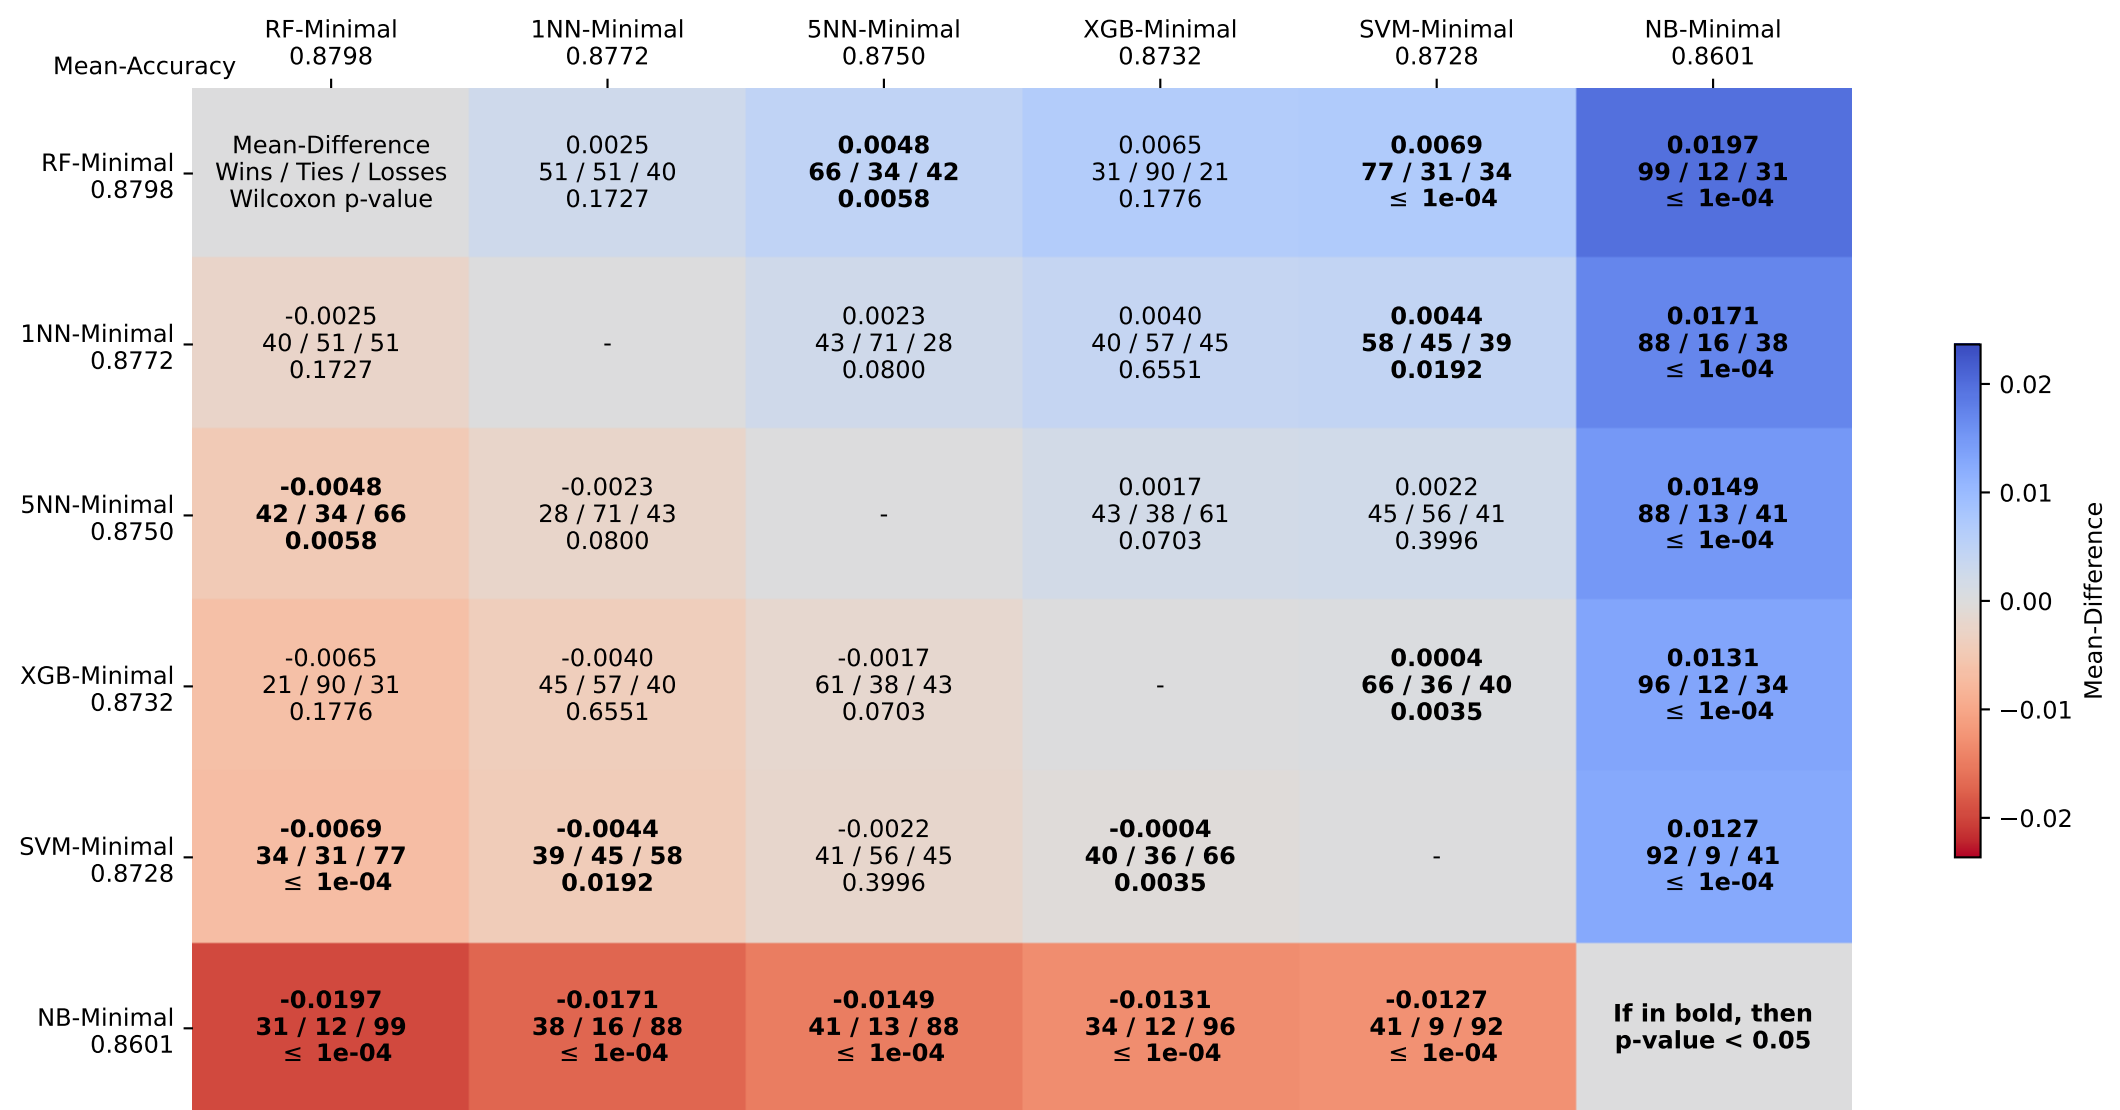 RF-Minimal 1NN-Minimal 5NN-Minimal XGB-Minimal SVM-Minimal NB-Minimal
0.8798 0.8772 0.8750 0.8732 0.8728 0.8601
Mean-Accuracy
RF-Minimal
0.8798
Mean-Difference
Wins / Ties / Losses
Wilcoxon p-value
0.0025
51 / 51 / 40
0.1727
0.0048
66 / 34 / 42
0.0058
0.0065
31 / 90 / 21
0.1776
0.0069
77 / 31 / 34
≤ 1e-04
0.0197
99 / 12 / 31
≤ 1e-04
1NN-Minimal
0.8772
-0.0025
40 / 51 / 51
0.1727
-
0.0023
43 / 71 / 28
0.0800
0.0040
40 / 57 / 45
0.6551
0.0044
58 / 45 / 39
0.0192
0.0171
88 / 16 / 38
≤ 1e-04
5NN-Minimal
0.8750
-0.0048
42 / 34 / 66
0.0058
-0.0023
28 / 71 / 43
0.0800
-
0.0017
43 / 38 / 61
0.0703
0.0022
45 / 56 / 41
0.3996
0.0149
88 / 13 / 41
≤ 1e-04
XGB-Minimal
0.8732
-0.0065
21 / 90 / 31
0.1776
-0.0040
45 / 57 / 40
0.6551
-0.0017
61 / 38 / 43
0.0703
-
0.0004
66 / 36 / 40
0.0035
0.0131
96 / 12 / 34
≤ 1e-04
SVM-Minimal
0.8728
-0.0069
34 / 31 / 77
≤ 1e-04
-0.0044
39 / 45 / 58
0.0192
-0.0022
41 / 56 / 45
0.3996
-0.0004
40 / 36 / 66
0.0035
-
0.0127
92 / 9 / 41
≤ 1e-04
NB-Minimal
0.8601
-0.0197
31 / 12 / 99
≤ 1e-04
-0.0171
38 / 16 / 88
≤ 1e-04
-0.0149
41 / 13 / 88
≤ 1e-04
-0.0131
34 / 12 / 96
≤ 1e-04
-0.0127
41 / 9 / 92
≤ 1e-04
If in bold, then
p-value < 0.05
0.02
0.01
0.00
−0.01
−0.02
Mean-Difference